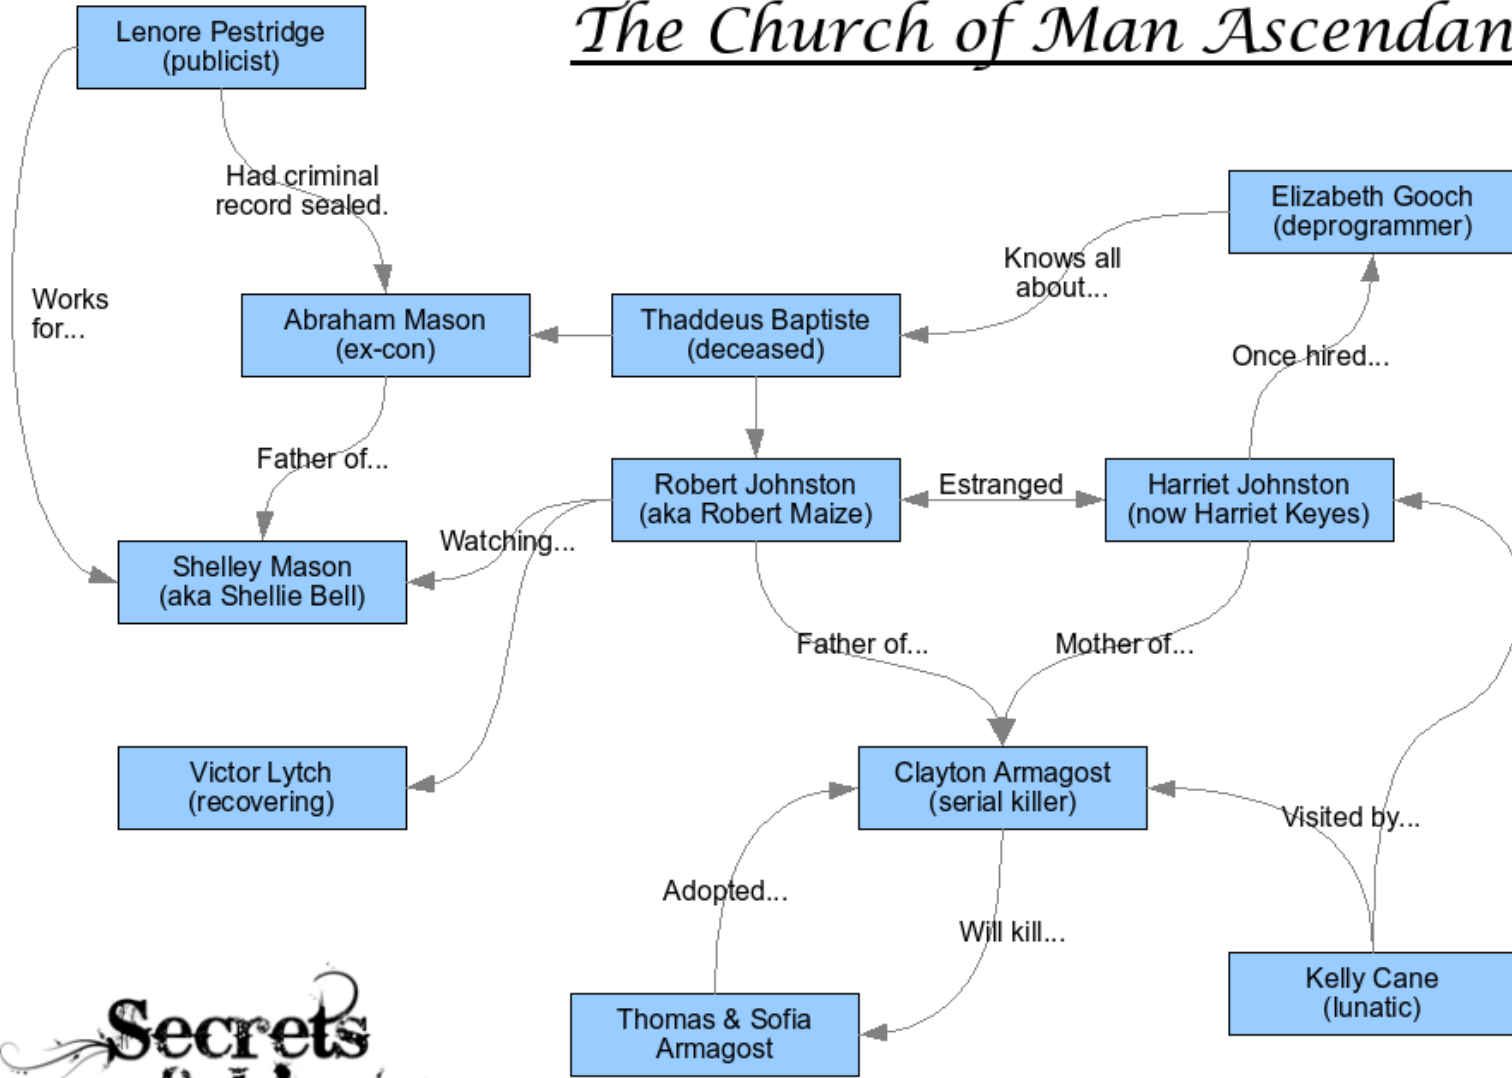 The Church of Man Ascendan
Lenore Pestridge
(publicist)
Had criminal
record sealed.
Elizabeth Gooch
(deprogrammer)
Knows all
about...
Works
for...
Abraham Mason
(ex-con)
Thaddeus Baptiste
(deceased)
Once hired...
Father of...
Robert Johnston
(aka Robert Maize)
Estranged
Harriet Johnston
(now Harriet Keyes)
Watching...
Shelley Mason
(aka Shellie Bell)
Father of...
Mother of...
Victor Lytch
(recovering)
Clayton Armagost
(serial killer)
Visited by...
Adopted...
Will kill...
Kelly Cane
(lunatic)
Thomas & Sofia
Armagost
Secrets